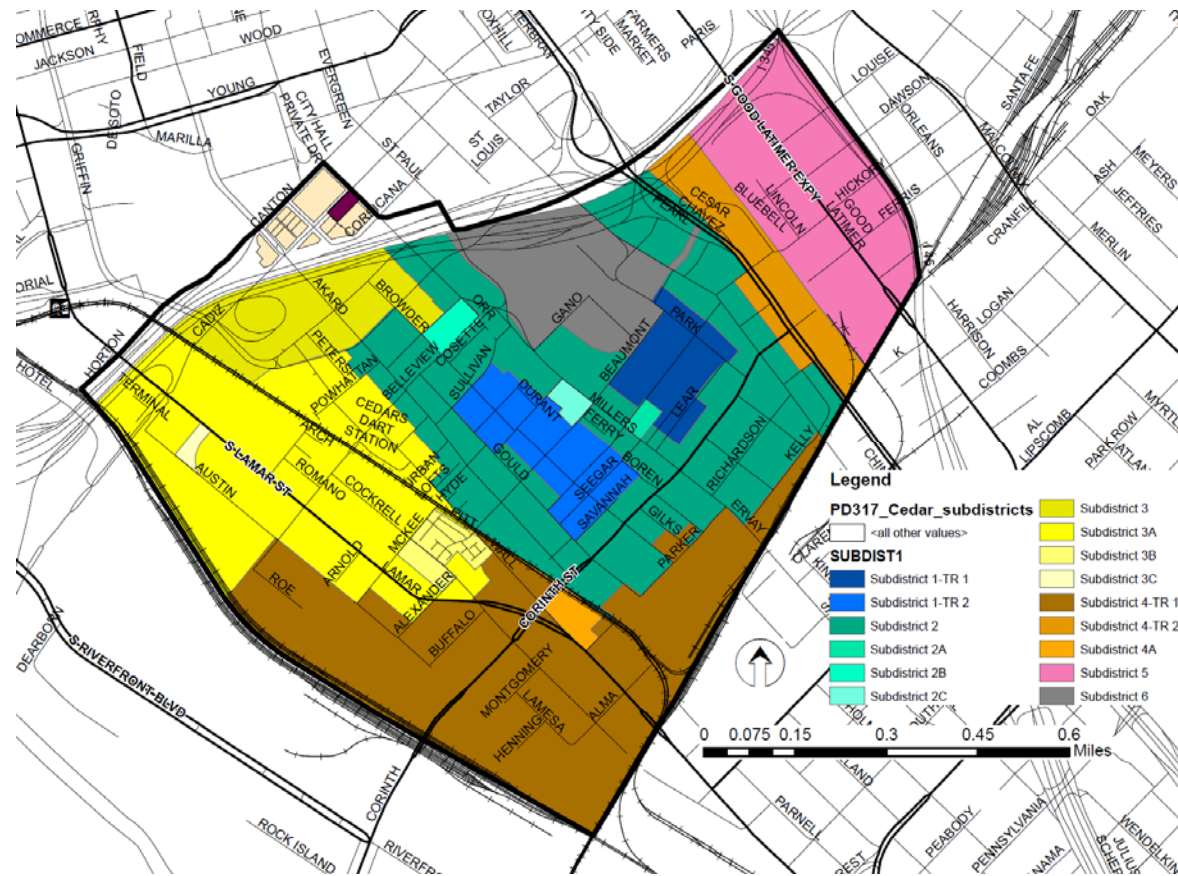 COMMERCE
JACKSON
WOOD
FIELD
YOUNG
EVERGREEN
CITY HALL
PRIVATE DR
DESOTO
MARILLA
GRIFFIN
CANTON
ST PAUL
ST
LOUIS
TAYLOR
CORSICANA
FARMERS
MARKET
PARIS
I 345
S GOOD LATIMER EXPY
LOUISE
DAWSON
ORLEANS
SANTA FE
OAK
MEYERS
ASH
JEFFRIES
MERLIN
HICKORY
FERRIS
GOOD
LATIMER
LINCOLN
BLUEBELL
CESAR
CHAVEZ
PEARL
HARRISON
LOGAN
COOMBS
AL
LIPSCOMB
PARK ROW
CADIZ
AKARD
BROWDER
HORTON
HOTEL
TERMINAL
PETERS
POWHATTAN
BELLEVIEW
COSETTE
ORR
SULLIVAN
GANO
BEAUMONT
PARK
LEAR
CEDARS
DART
STATION
ARCH
S LAMAR ST
AUSTIN
ROMANO
COCKRELL
MCKEE
DURANT
MILLERS
FERRY
GOULD
SEEGAR
SAVANNAH
BOREN
RICHARDSON
KELLY
GILKS
PARKER
ERVAY
WALL
ARNOLD
LAMAR
ALEXANDER
ROE
BUFFALO
CORINTH ST
MONTGOMERY
LAMESA
HENNING
ALMA
DEARBORN
S RIVERFRONT BLVD
CORINTH
ROCK ISLAND
PARNELL
PEABODY
PENNSYLVANIA
Legend
PD317_Cedar_subdistricts
<all other values>
SUBDIST1
Subdistrict 1-TR 1
Subdistrict 1-TR 2
Subdistrict 2
Subdistrict 2A
Subdistrict 2B
Subdistrict 2C
Subdistrict 3
Subdistrict 3A
Subdistrict 3B
Subdistrict 3C
Subdistrict 4-TR 1
Subdistrict 4-TR 2
Subdistrict 4A
Subdistrict 5
Subdistrict 6
0 0.075 0.15 0.3 0.45 0.6
Miles